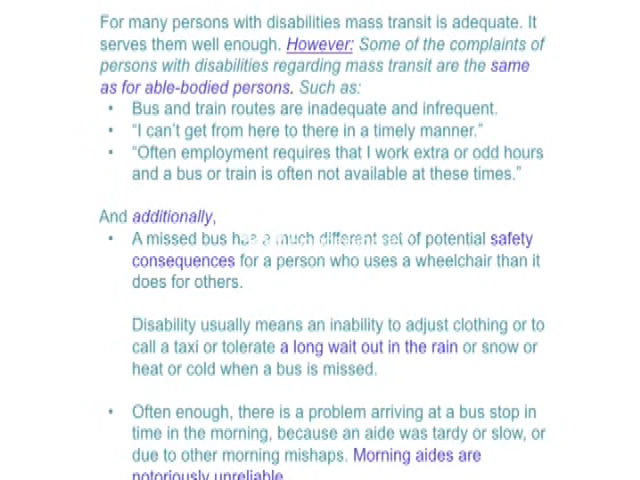 For many persons with disabilities mass transit is adequate. It
serves them well enough. However: Some of the complaints of
persons with disabilities regarding mass transit are the same
as for able-bodied persons. Such as:
• Bus and train routes are inadequate and infrequent.
• “I can’t get from here to there in a timely manner.”
• “Often employment requires that I work extra or odd hours
and a bus or train is often not available at these times.”
And additionally,
• A missed bus has a much different set of potential safety
consequences for a person who uses a wheelchair than it
does for others.
Disability usually means an inability to adjust clothing or to
call a taxi or tolerate a long wait out in the rain or snow or
heat or cold when a bus is missed.
• Often enough, there is a problem arriving at a bus stop in
time in the morning, because an aide was tardy or slow, or
due to other morning mishaps. Morning aides are
notoriously unreliable.